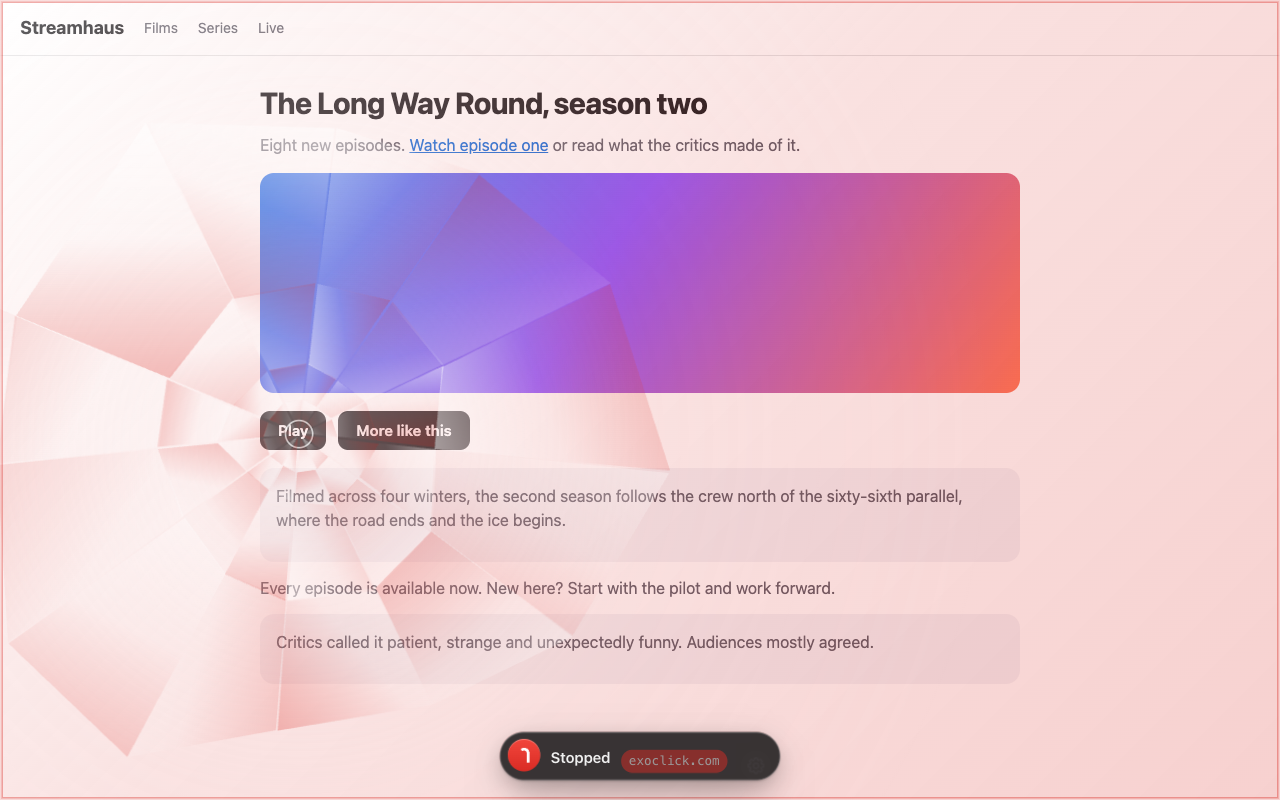 Streamhaus Films Series Live
The Long Way Round, season two
Eight new episodes. Watch episode one or read what the critics made of it.
Play More like this
Filmed across four winters, the second season follows the crew north of the sixty-sixth parallel,
where the road ends and the ice begins.
Every episode is available now. New here? Start with the pilot and work forward.
Critics called it patient, strange and unexpectedly funny. Audiences mostly agreed.
Stopped exoclick.com